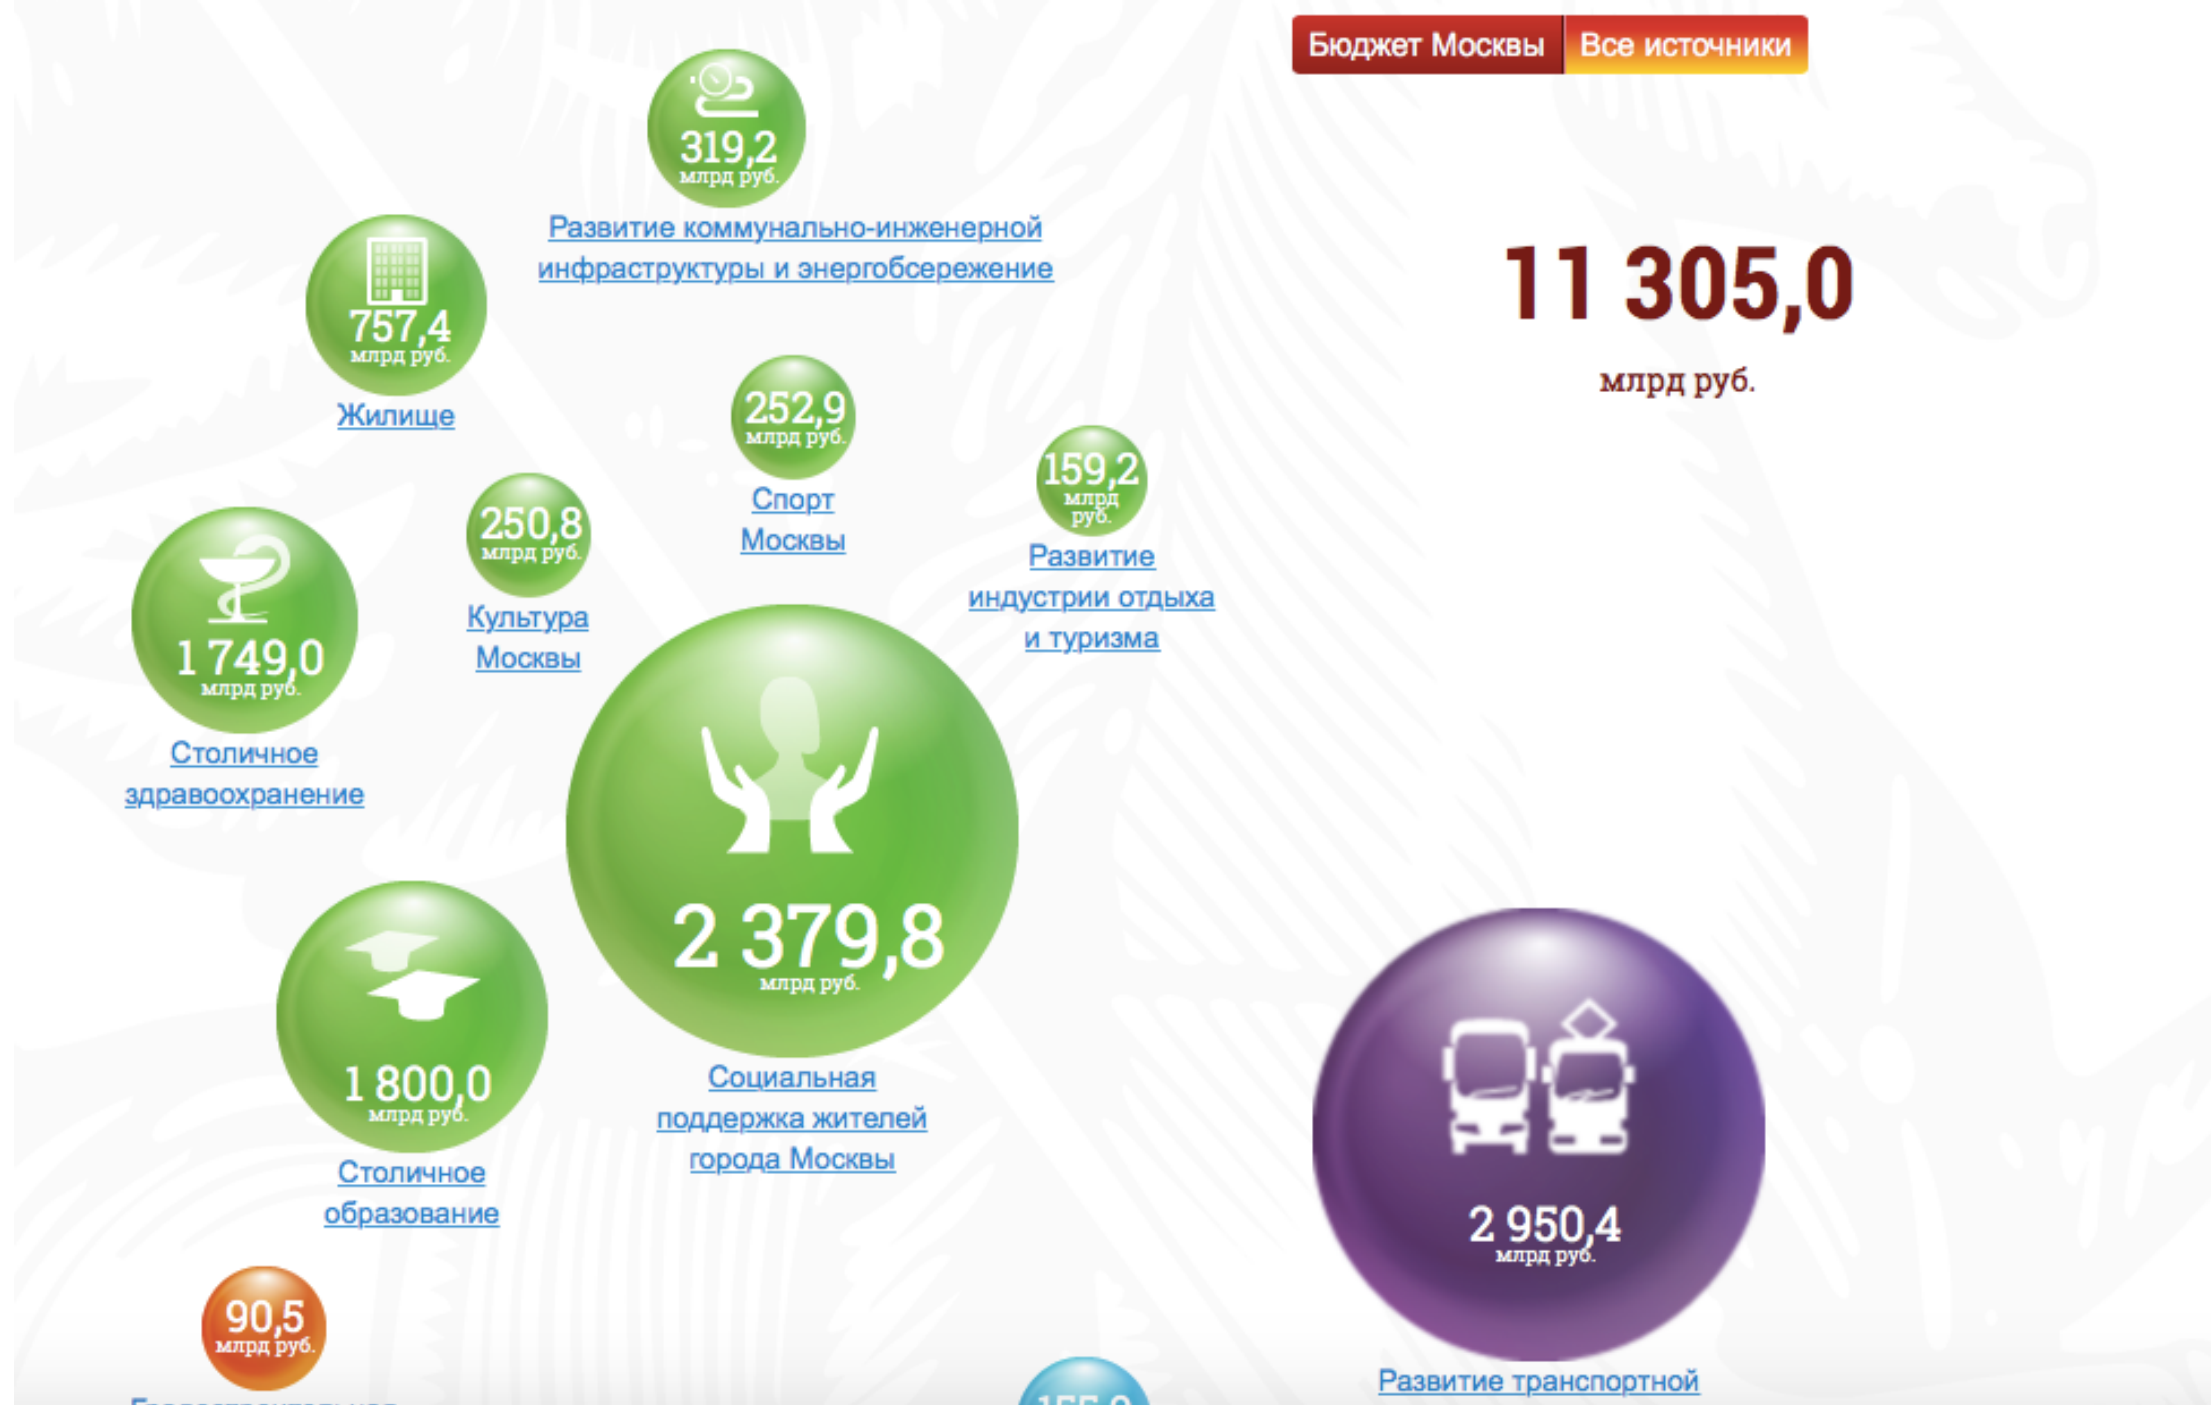 Бюджет Москвы
Все источники
319,2
млрд руб.
Развитие коммунально-инженерной
инфраструктуры и энергобсережение
11 305,0
млрд руб.
757,4
млрд руб.
Жилище
252,9
млрд руб.
Спорт
Москвы
159,2
млрд
руб.
Развитие
индустрии отдыха
и туризма
250,8
млрд руб.
Культура
Москвы
1 749,0
млрд руб.
Столичное
здравоохранение
2 379,8
млрд руб.
Социальная
поддержка жителей
города Москвы
1 800,0
млрд руб.
Столичное
образование
2 950,4
млрд руб.
Развитие транспортной
90,5
млрд руб.